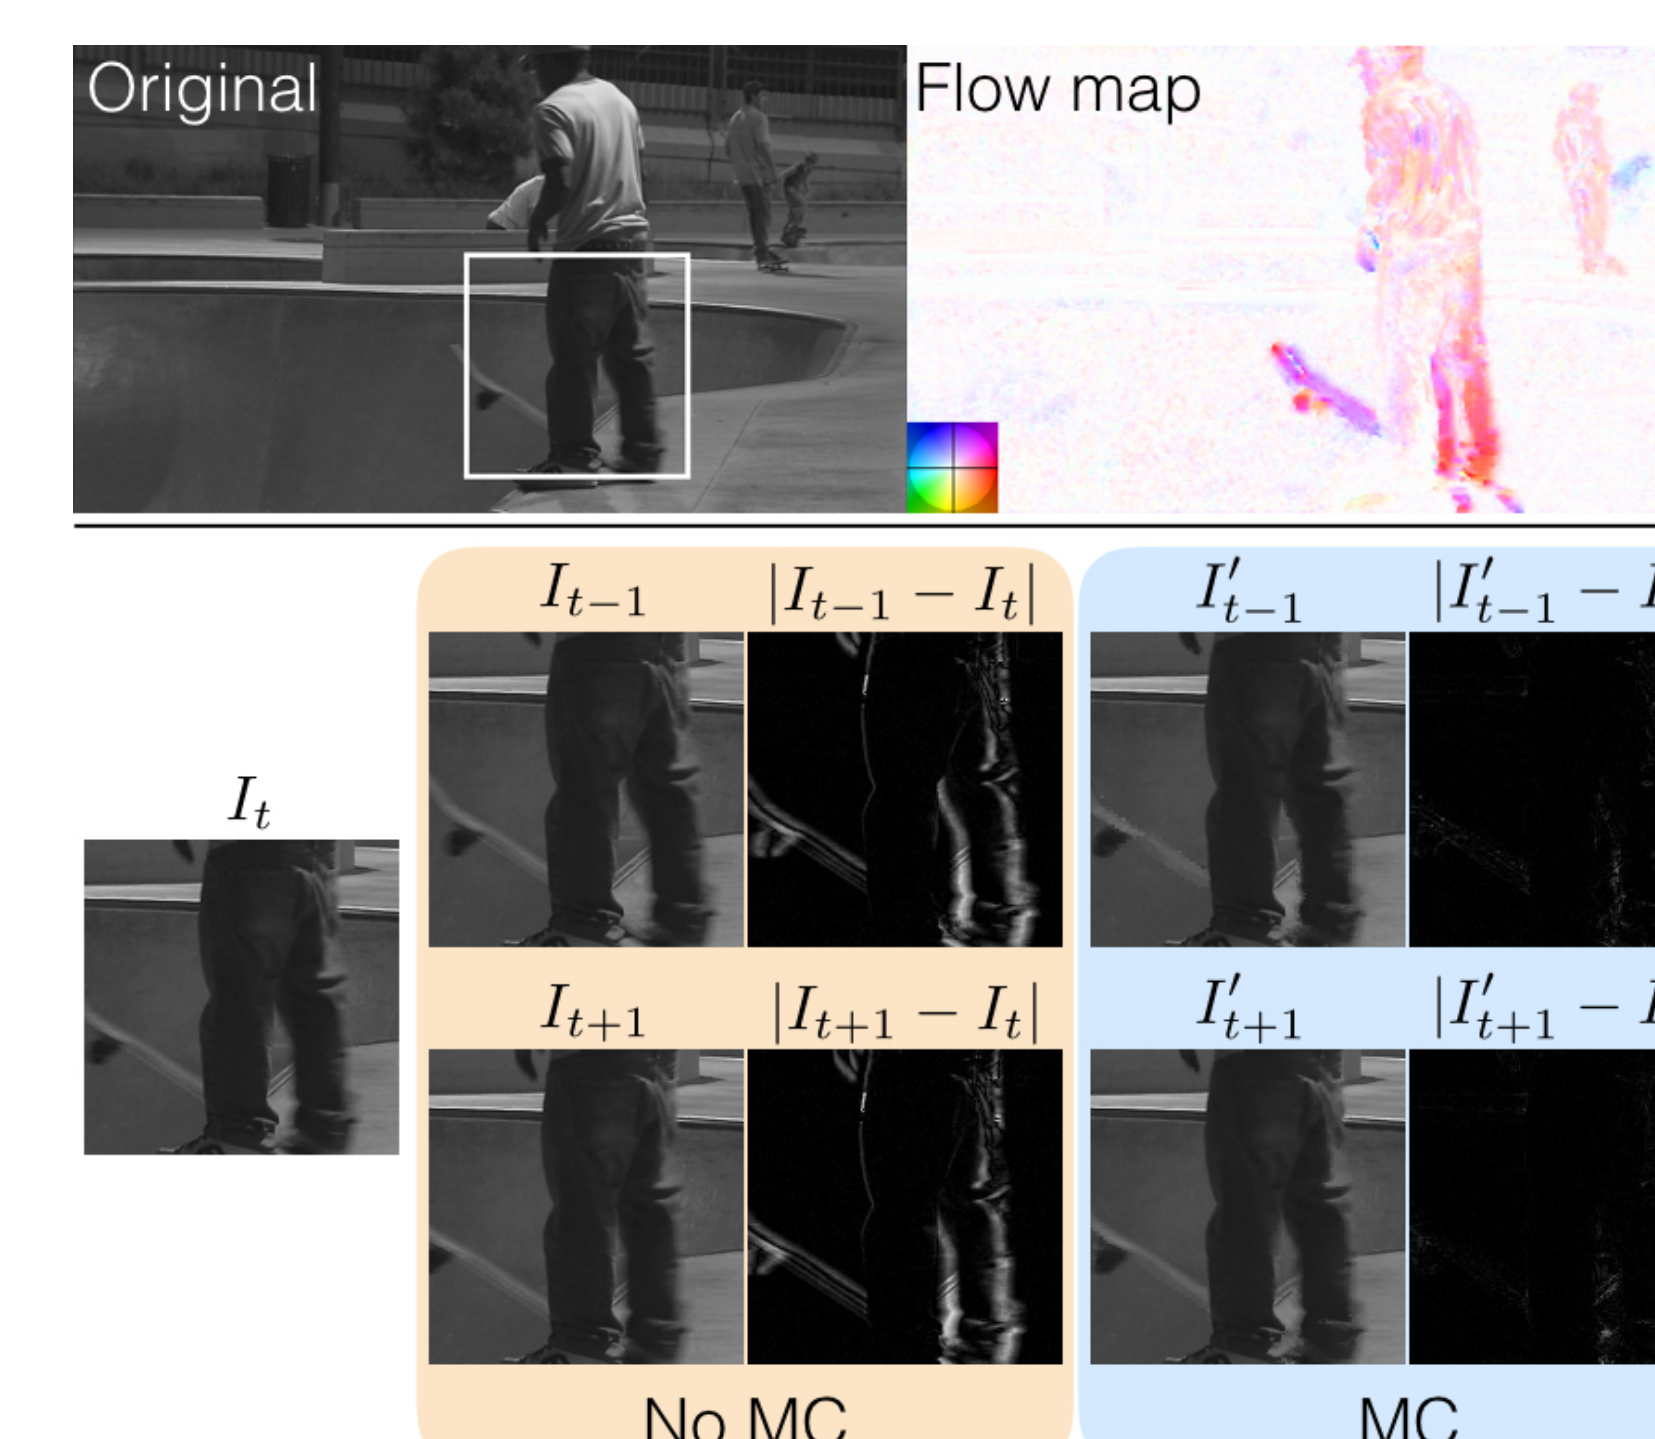 Original
Flow map
I_{t-1}
|I_{t-1} − I_t|
I'_{t-1}
|I'_{t-1} −
I_t
I_{t+1}
|I_{t+1} − I_t|
I'_{t+1}
|I'_{t+1} −
No MC
MC